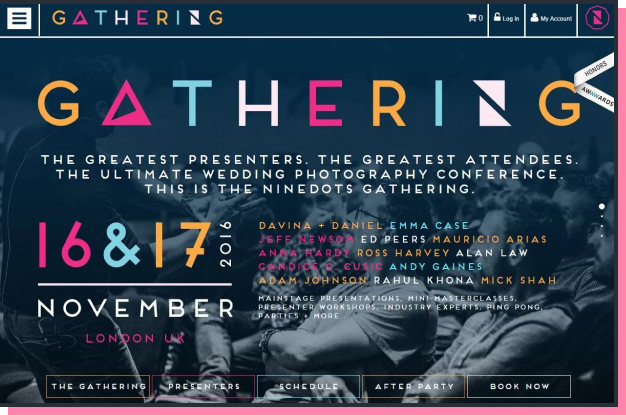 GATHERING
0
Log In
My Account
N
HONORS
AWWWARDS
GATHERING
THE GREATEST PRESENTERS. THE GREATEST ATTENDEES.
THE ULTIMATE WEDDING PHOTOGRAPHY CONFERENCE.
THIS IS THE NINEDOTS GATHERING.
16&17 2016
NOVEMBER
LONDON UK
DAVINA + DANIEL EMMA CASE
JEFF NEWSOM ED PEERS MAURICIO ARIAS
ANNA HARDY ROSS HARVEY ALAN LAW
CANDICE C. CUSIC ANDY GAINES
ADAM JOHNSON RAHUL KHONA MICK SHAH
MAINSTAGE PRESENTATIONS, MINI-MASTERCLASSES,
PRESENTER WORKSHOPS, INDUSTRY EXPERTS, PING PONG,
PARTIES + MORE
THE GATHERING
PRESENTERS
SCHEDULE
AFTER PARTY
BOOK NOW